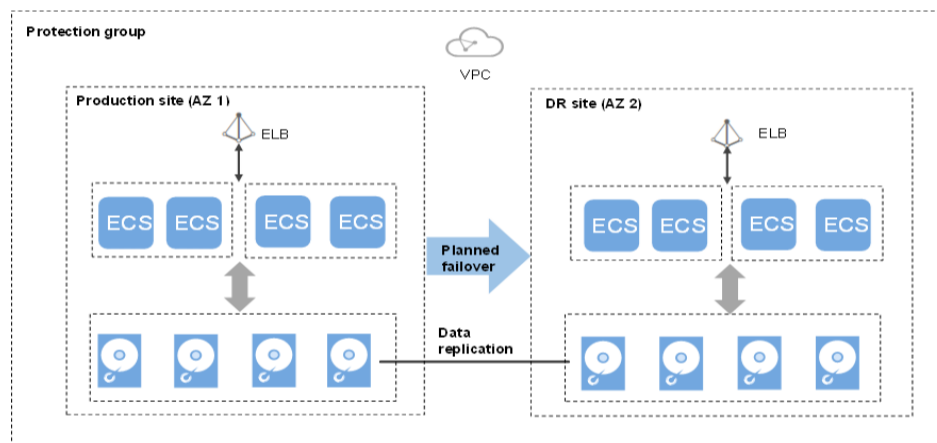 Protection group
VPC
Production site (AZ 1)
ELB
ECS
ECS
ECS
ECS
Planned
failover
Data
replication
DR site (AZ 2)
ELB
ECS
ECS
ECS
ECS